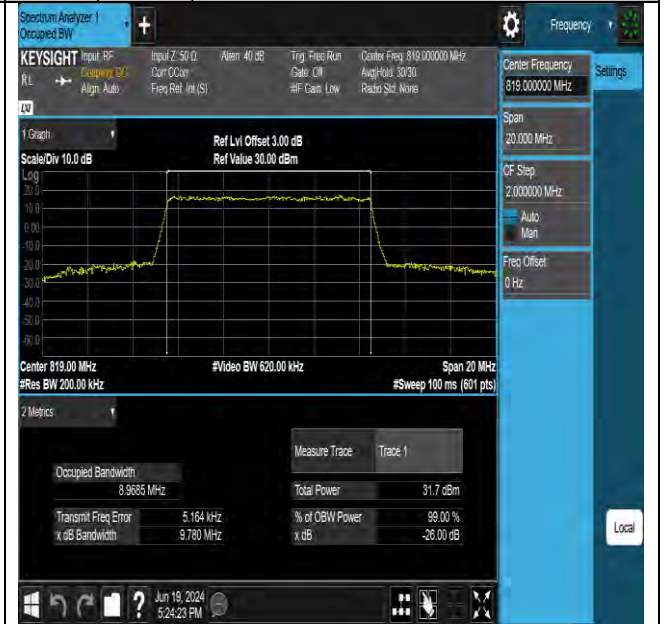 Spectrum Analyzer 1
Occupied BW
+
Frequency
KEYSIGHT Input: RF Input Z: 50 Ω Atten: 40 dB Trig: Free Run Center Freq: 819.000000 MHz
RL Coupling: DC Corr CCorr Gate: Off Avg|Hold: 30/30
Align: Auto Freq Ref: Int (S) #IF Gain: Low Radio Std: None
LNI
Center Frequency
819.000000 MHz
Settings
Span
20.000 MHz
CF Step
2.000000 MHz
Auto
Man
Freq Offset
0 Hz
1 Graph
Ref Lvl Offset 3.00 dB
Scale/Div 10.0 dB Ref Value 30.00 dBm
Log
20.0
10.0
0.00
-10.0
-20.0
-30.0
-40.0
-50.0
-60.0
Center 819.00 MHz #Video BW 620.00 kHz Span 20 MHz
#Res BW 200.00 kHz #Sweep 100 ms (601 pts)
2 Metrics
Measure Trace Trace 1
Occupied Bandwidth
8.9685 MHz
Total Power 31.7 dBm
Transmit Freq Error 5.164 kHz % of OBW Power 99.00 %
x dB Bandwidth 9.780 MHz x dB -26.00 dB
Local
? Jun 19, 2024
5:24:23 PM